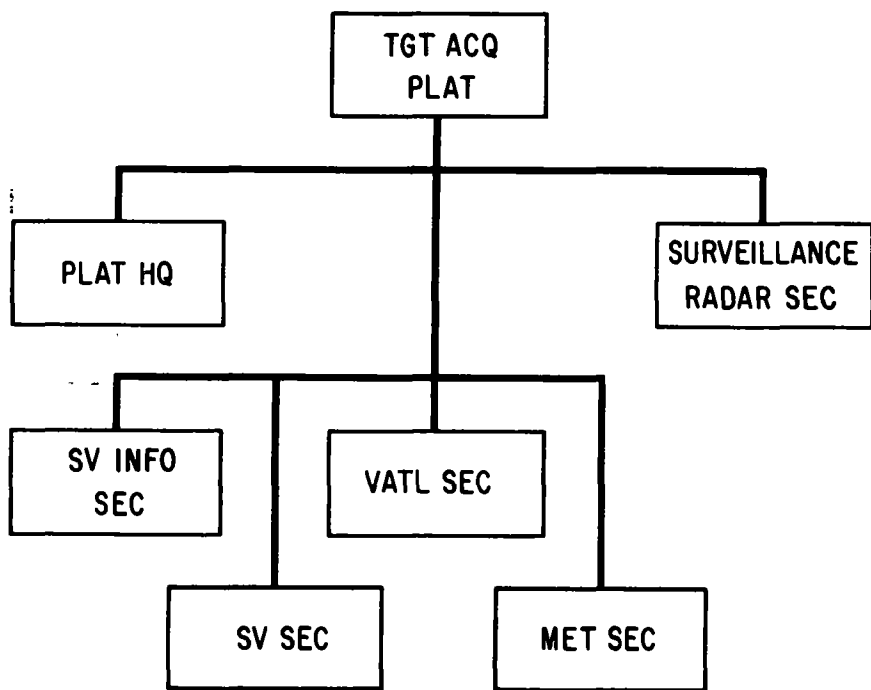 TGT ACQ
PLAT
PLAT HQ
SURVEILLANCE
RADAR SEC
SV INFO
SEC
VATL SEC
SV SEC
MET SEC